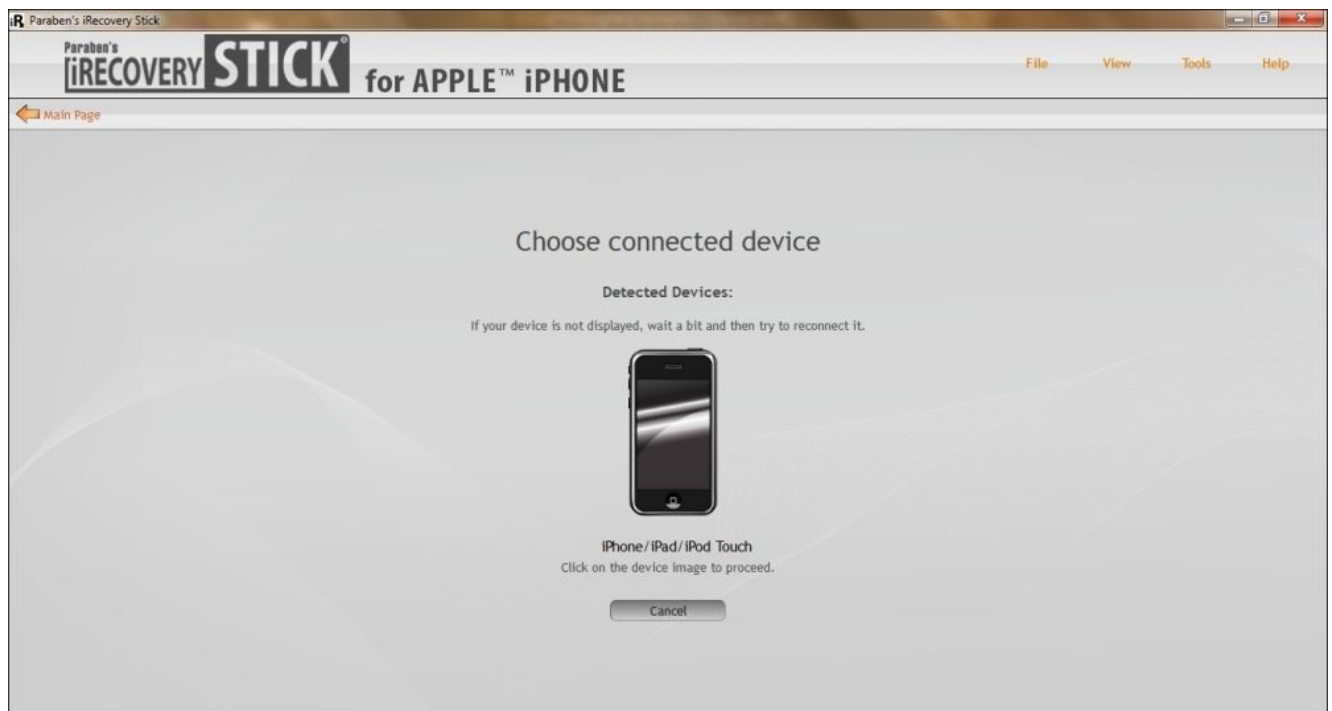 iR Paraben's iRecovery Stick
Paraben's
iRECOVERY STICK® for APPLE™ iPHONE
File View Tools Help
Main Page
Choose connected device
Detected Devices:
If your device is not displayed, wait a bit and then try to reconnect it.
iPhone/iPad/iPod Touch
Click on the device image to proceed.
Cancel